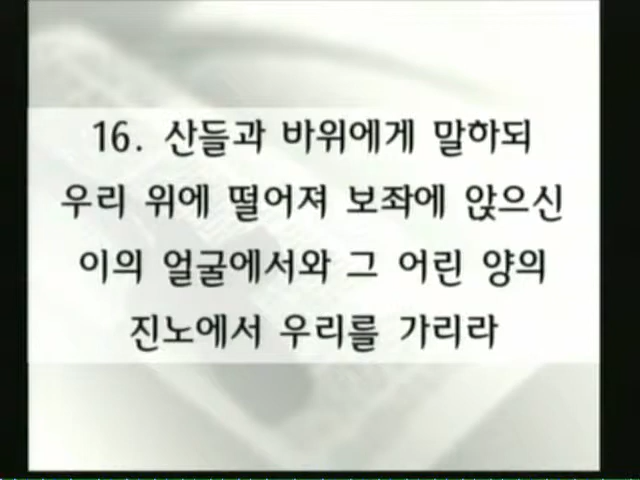 16. 산들과 바위에게 말하되
우리 위에 떨어져 보좌에 앉으신
이의 얼굴에서와 그 어린 양의
진노에서 우리를 가리라